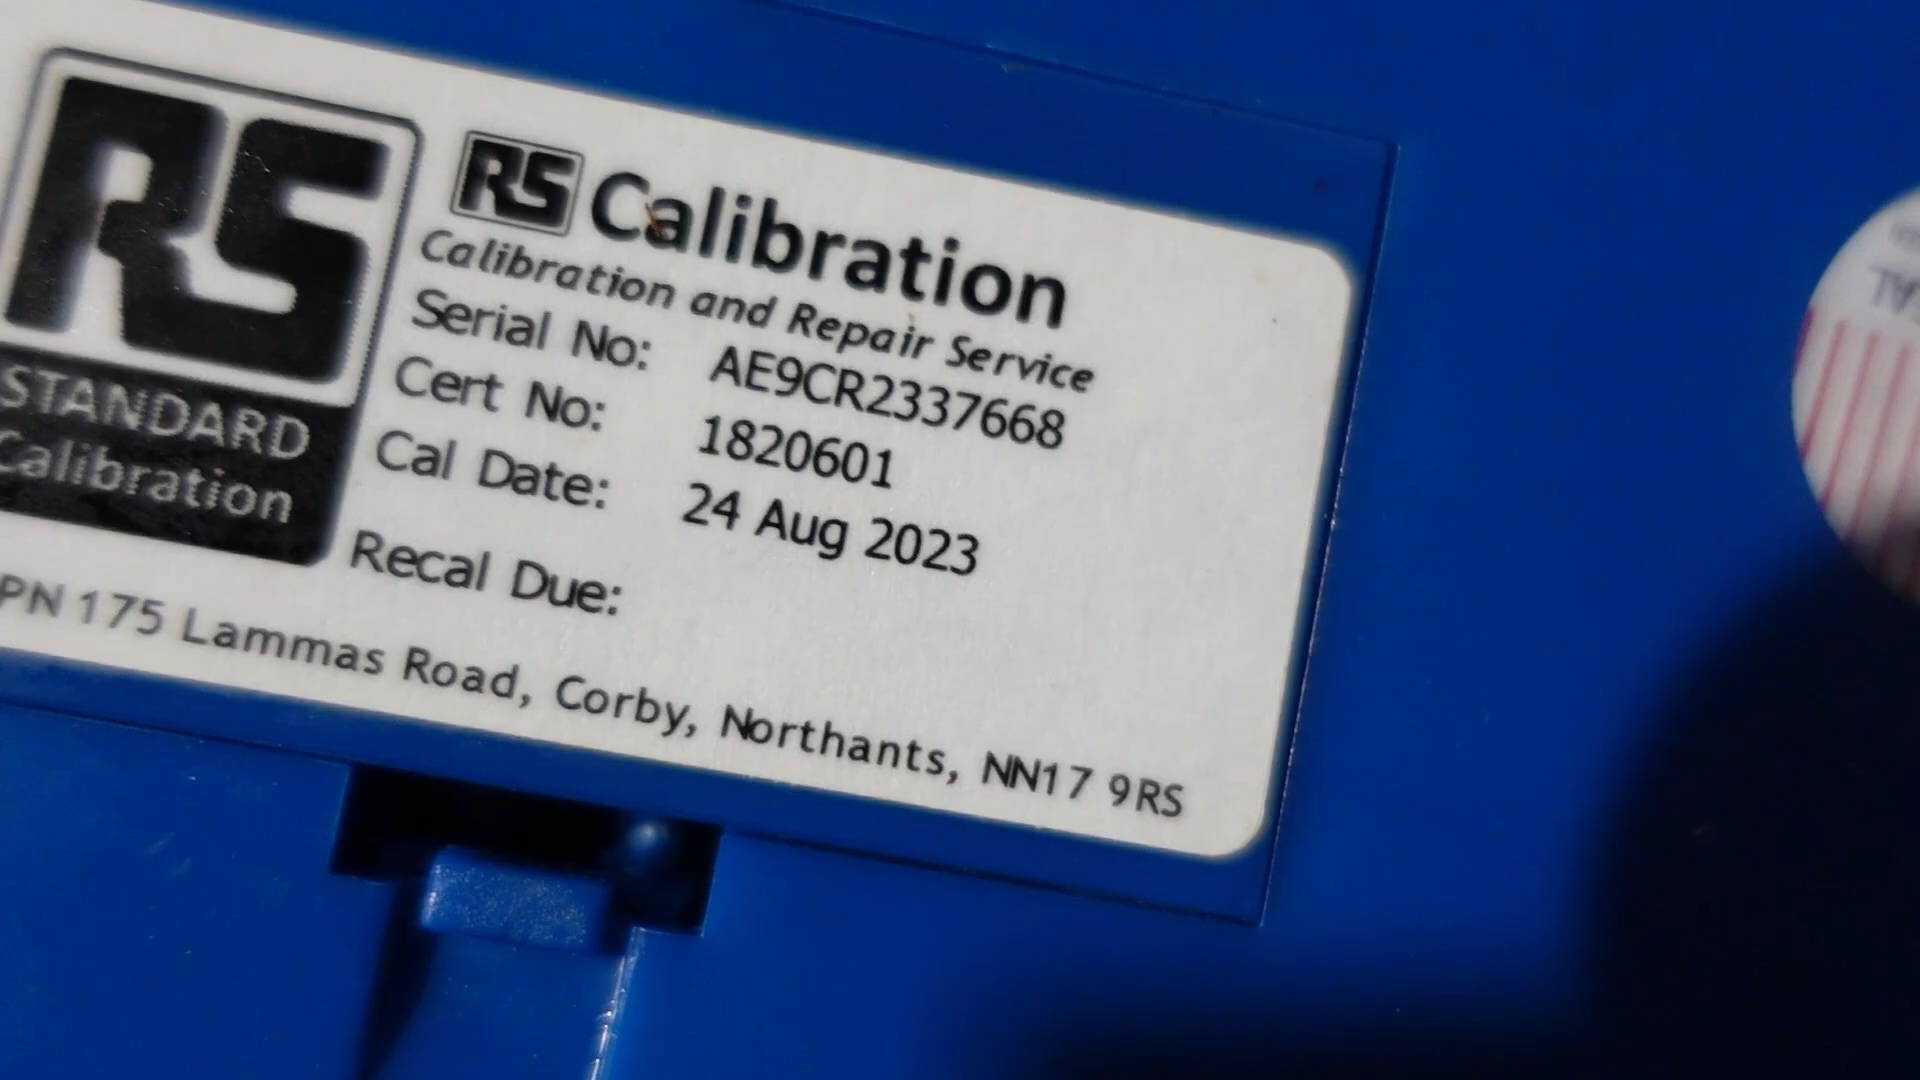 RS
STANDARD
Calibration
RS Calibration
Calibration and Repair Service
Serial No: AE9CR2337668
Cert No: 1820601
Cal Date: 24 Aug 2023
Recal Due:
PN 175 Lammas Road, Corby, Northants, NN17 9RS